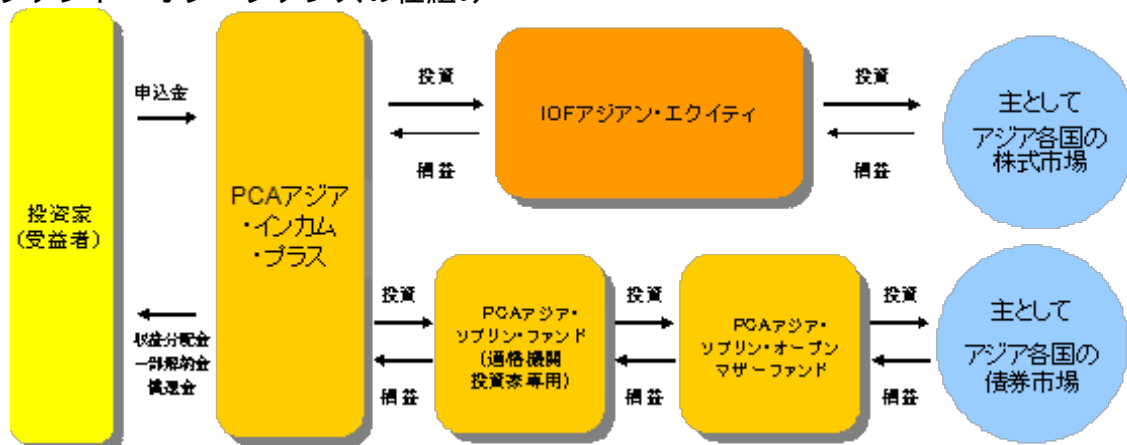 投資家
(受益者)
申込金
収益分配金
一部解約金
償還金
PCAアジア
・インカム
・プラス
投資
損益
IOFアジアン・エクイティ
投資
損益
主として
アジア各国の
株式市場
投資
損益
PCAアジア・
ソブリン・ファンド
(適格機関
投資家専用)
投資
損益
PCAアジア・
ソブリン・オープン
マザーファンド
投資
損益
主として
アジア各国の
債券市場